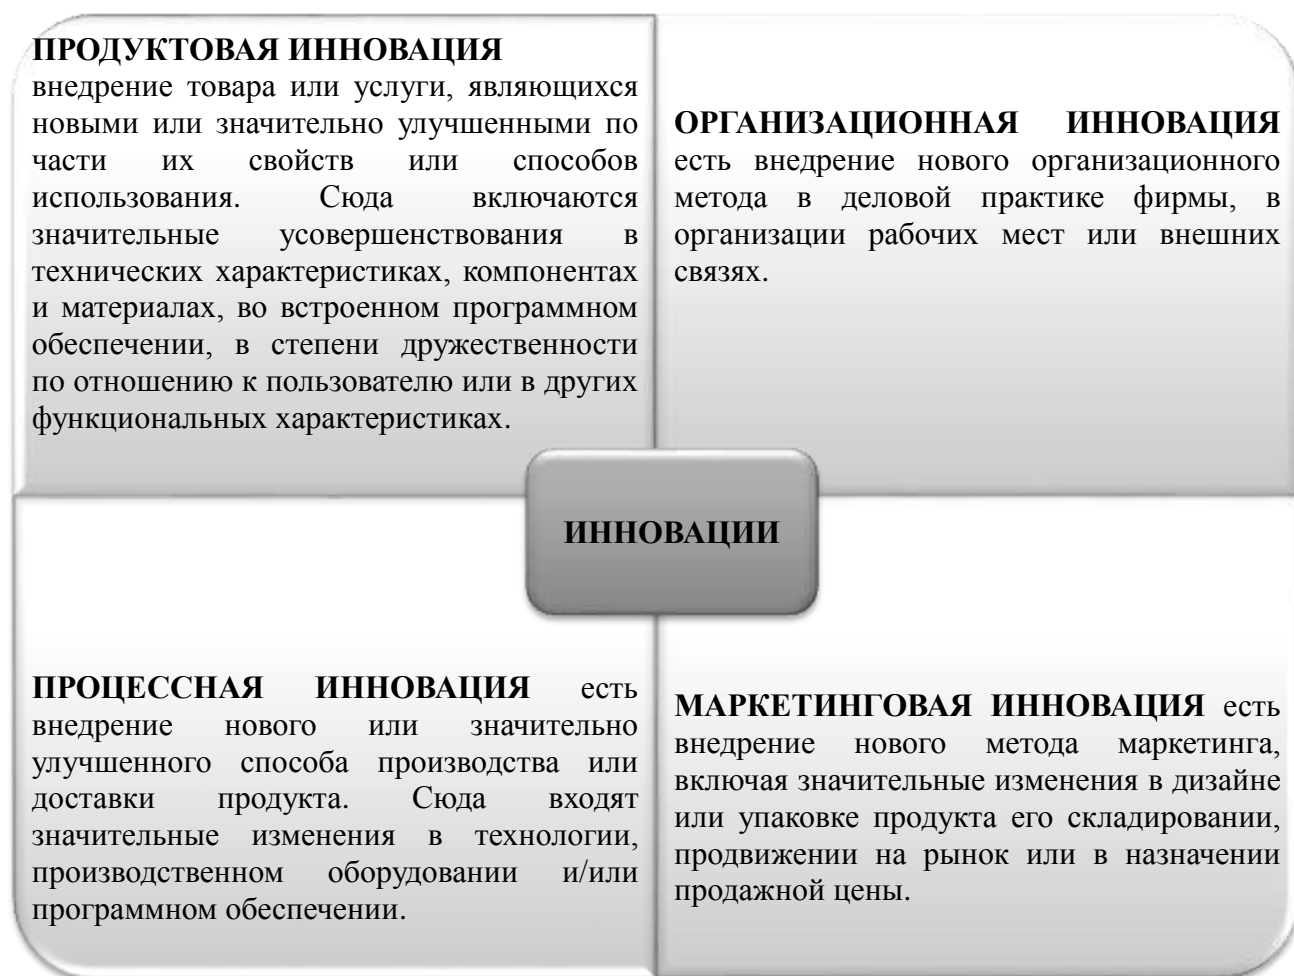 ПРОДУКТОВАЯ ИННОВАЦИЯ
внедрение товара или услуги, являющихся
новыми или значительно улучшенными по
части их свойств или способов
использования. Сюда включаются
значительные усовершенствования в
технических характеристиках, компонентах
и материалах, во встроенном программном
обеспечении, в степени дружественности
по отношению к пользователю или в других
функциональных характеристиках.
ОРГАНИЗАЦИОННАЯ ИННОВАЦИЯ
есть внедрение нового организационного
метода в деловой практике фирмы, в
организации рабочих мест или внешних
связях.
ИННОВАЦИИ
ПРОЦЕССНАЯ ИННОВАЦИЯ есть
внедрение нового или значительно
улучшенного способа производства или
доставки продукта. Сюда входят
значительные изменения в технологии,
производственном оборудовании и/или
программном обеспечении.
МАРКЕТИНГОВАЯ ИННОВАЦИЯ есть
внедрение нового метода маркетинга,
включая значительные изменения в дизайне
или упаковке продукта его складировании,
продвижении на рынок или в назначении
продажной цены.